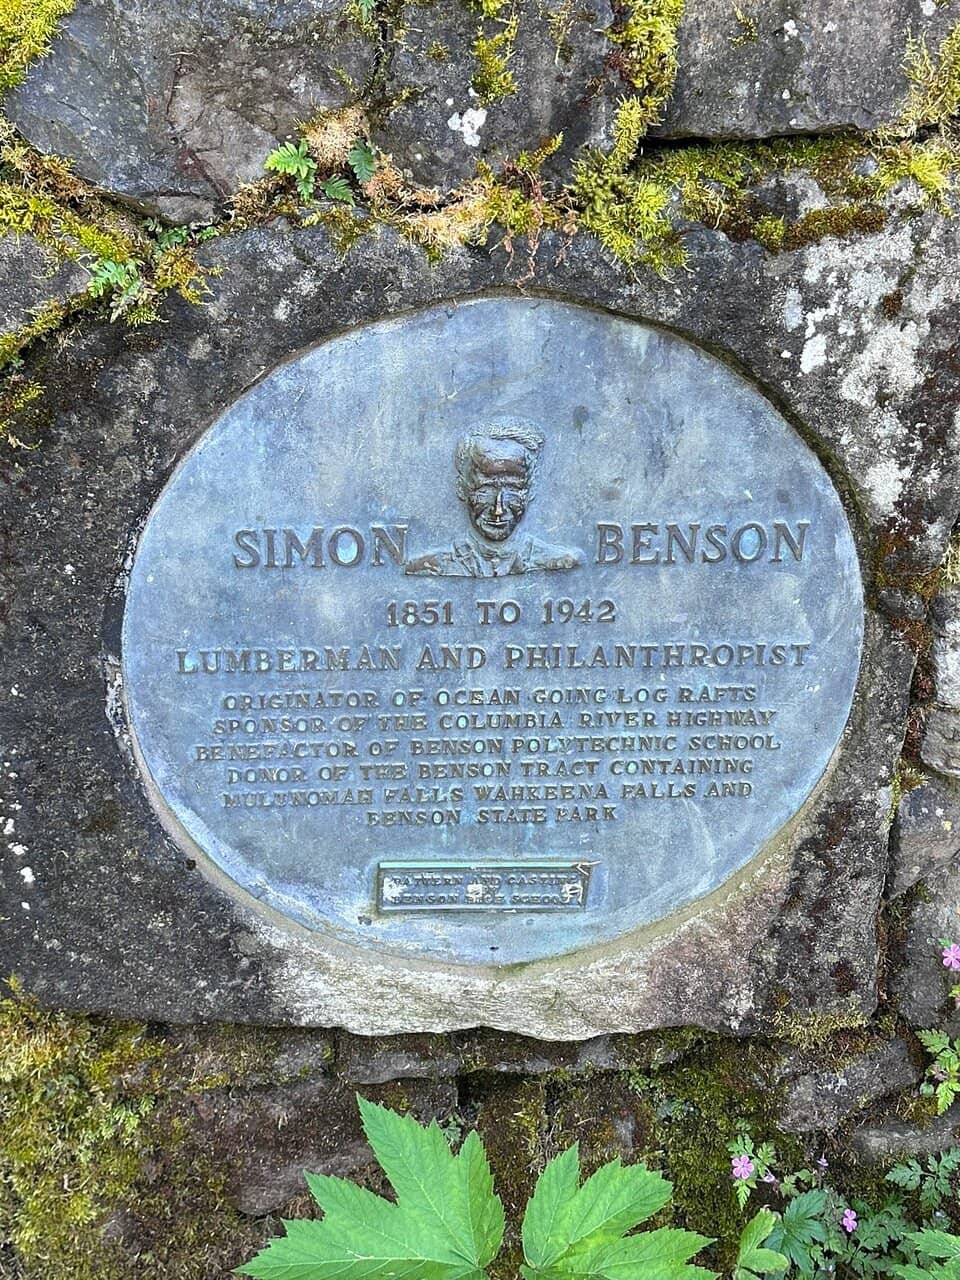 SIMON BENSON
1851 TO 1942
LUMBERMAN AND PHILANTHROPIST
ORIGINATOR OF OCEAN GOING LOG RAFTS
SPONSOR OF THE COLUMBIA RIVER HIGHWAY
BENEFACTOR OF BENSON POLYTECHNIC SCHOOL
DONOR OF THE BENSON TRACT CONTAINING
MULTNOMAH FALLS WAHKEENA FALLS AND
BENSON STATE PARK
PATTERN AND CASTING
BENSON HIGH SCHOOL